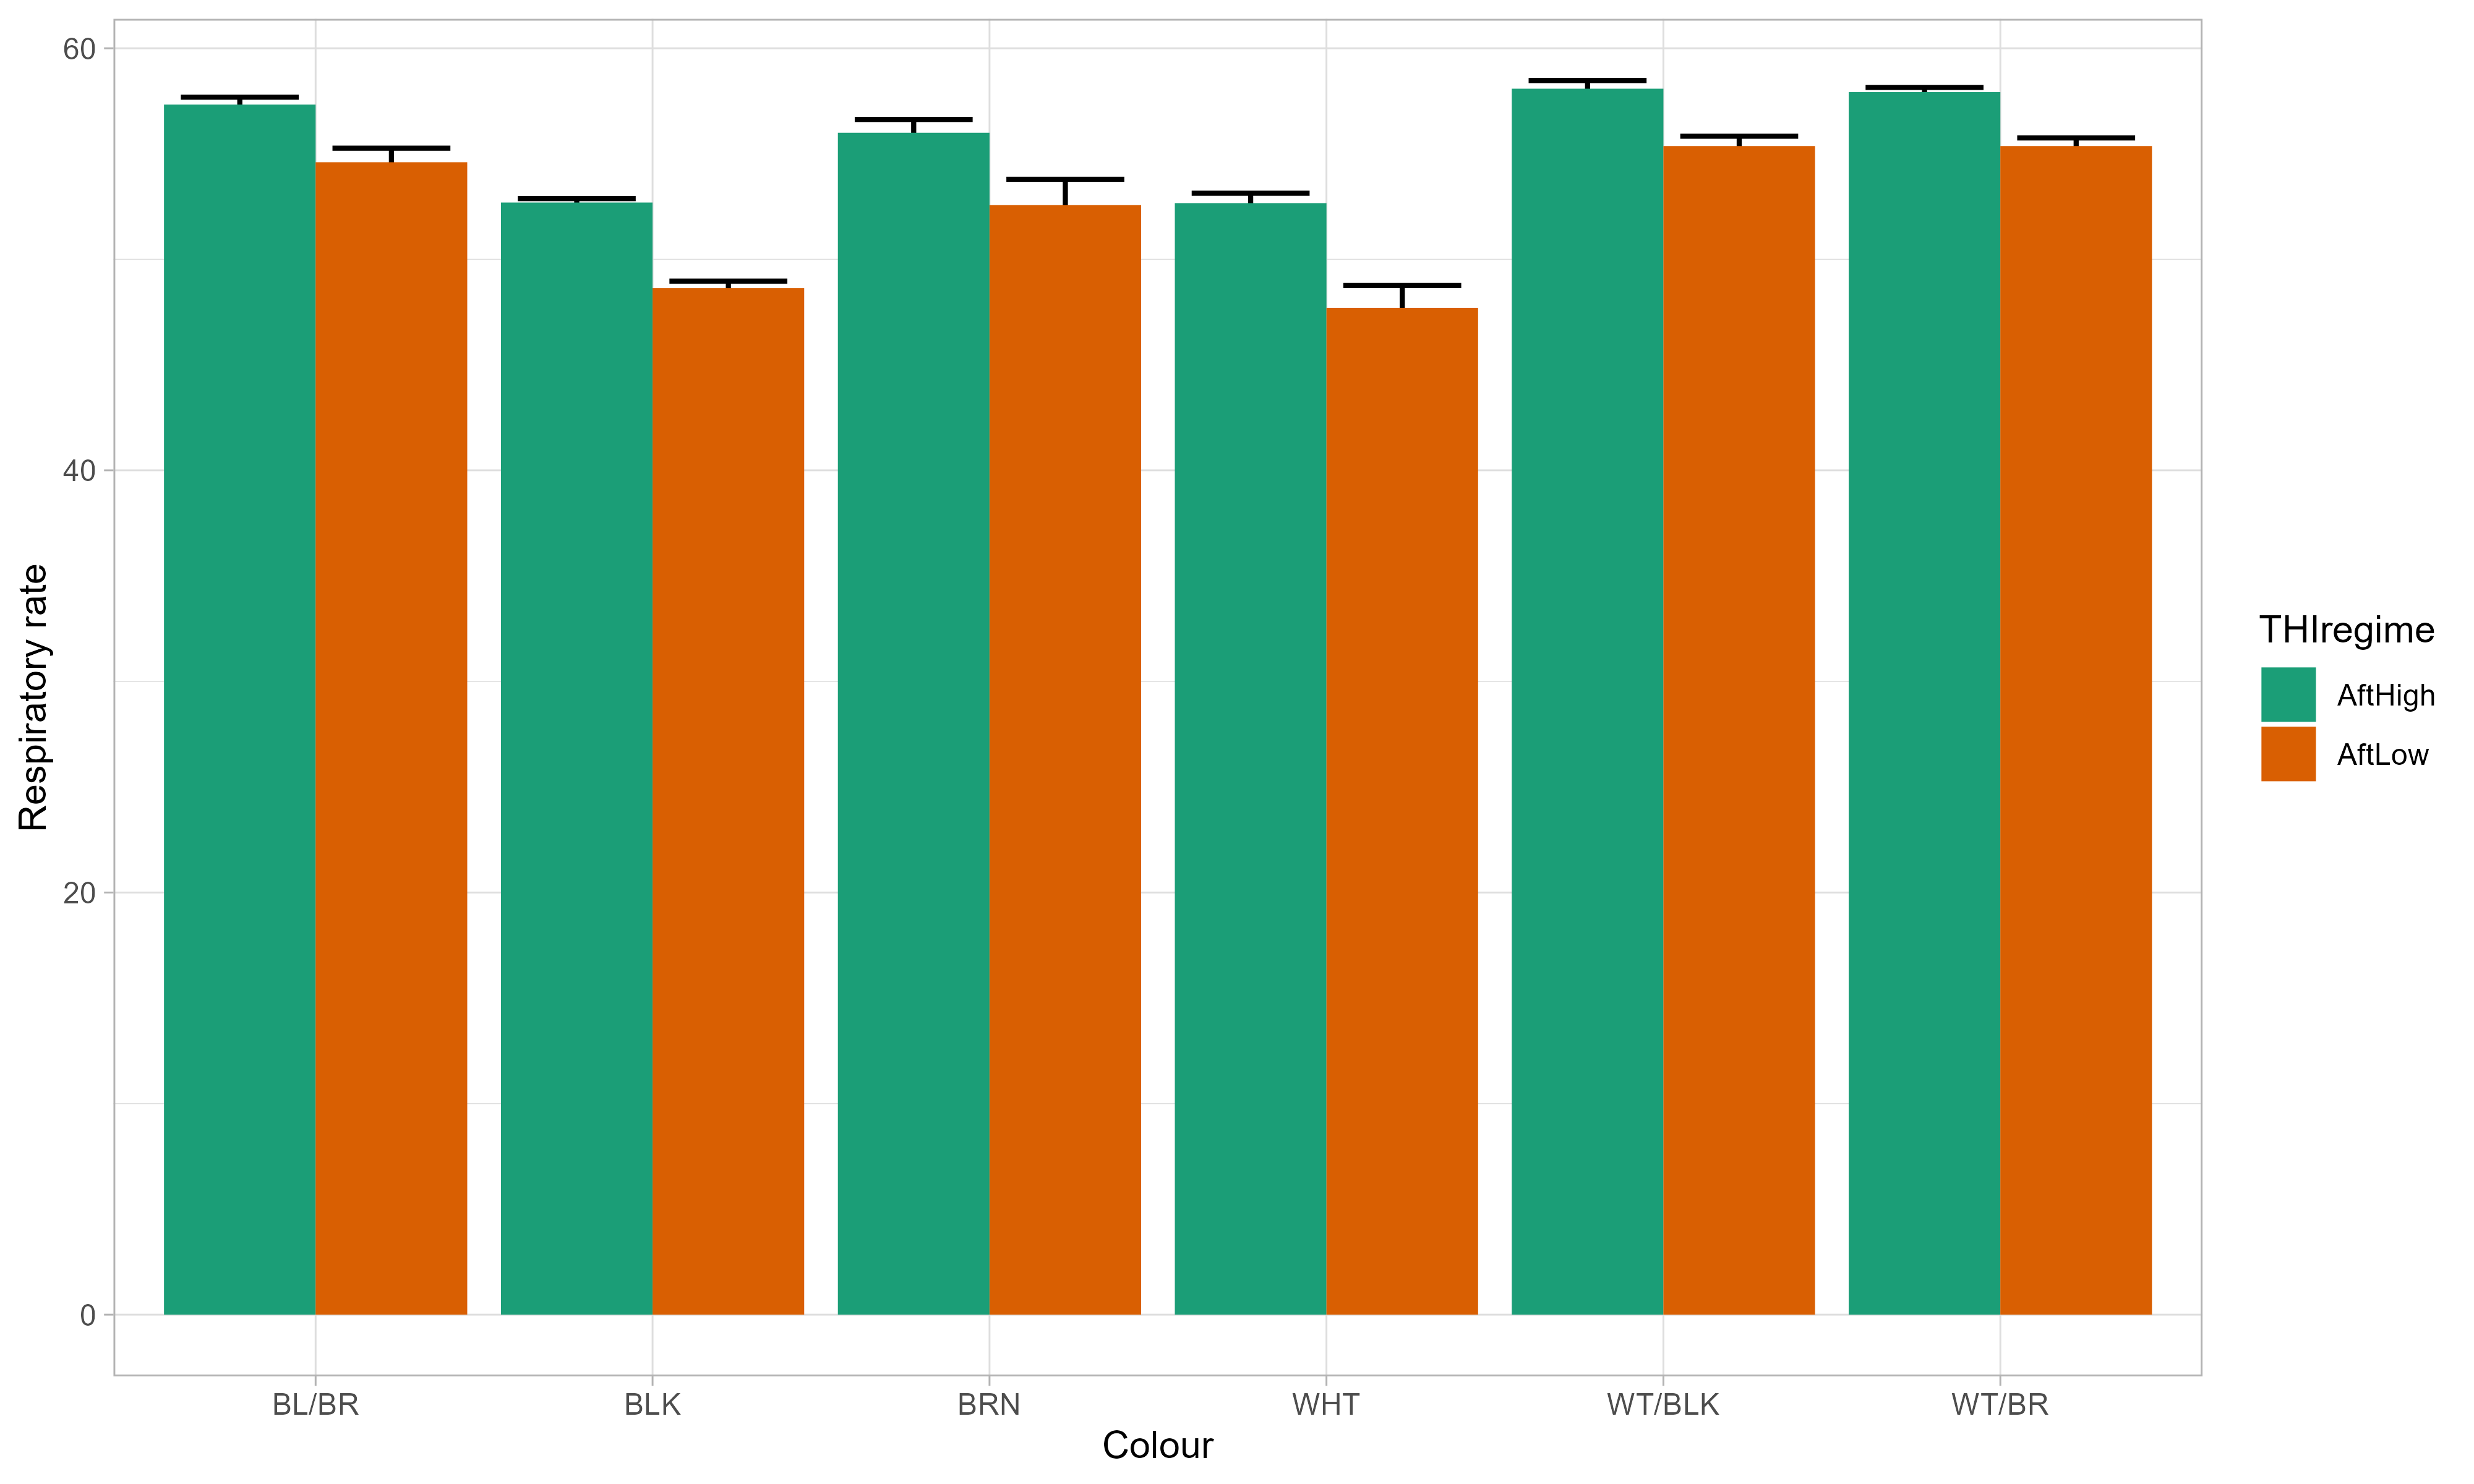 60
40
20
0
Respiratory rate
BL/BR
BLK
BRN
WHT
WT/BLK
WT/BR
Colour
THIregime
AftHigh
AftLow